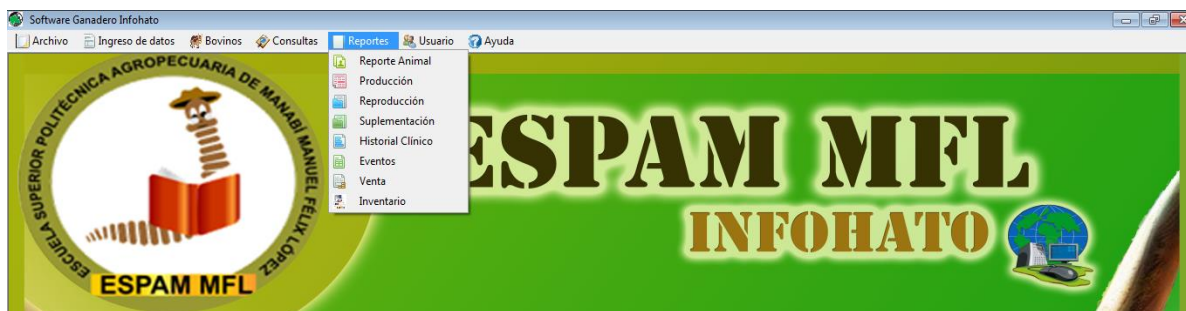 Software Ganadero Infohato
Archivo Ingreso de datos Bovinos Consultas Reportes Usuario Ayuda
Reporte Animal
Producción
Reproducción
Suplementación
Historial Clínico
Eventos
Venta
Inventario
ESCUELA SUPERIOR POLITÉCNICA AGROPECUARIA DE MANABÍ MANUEL FÉLIX LÓPEZ
ESPAM MFL
ESPAM MFL
INFOHATO